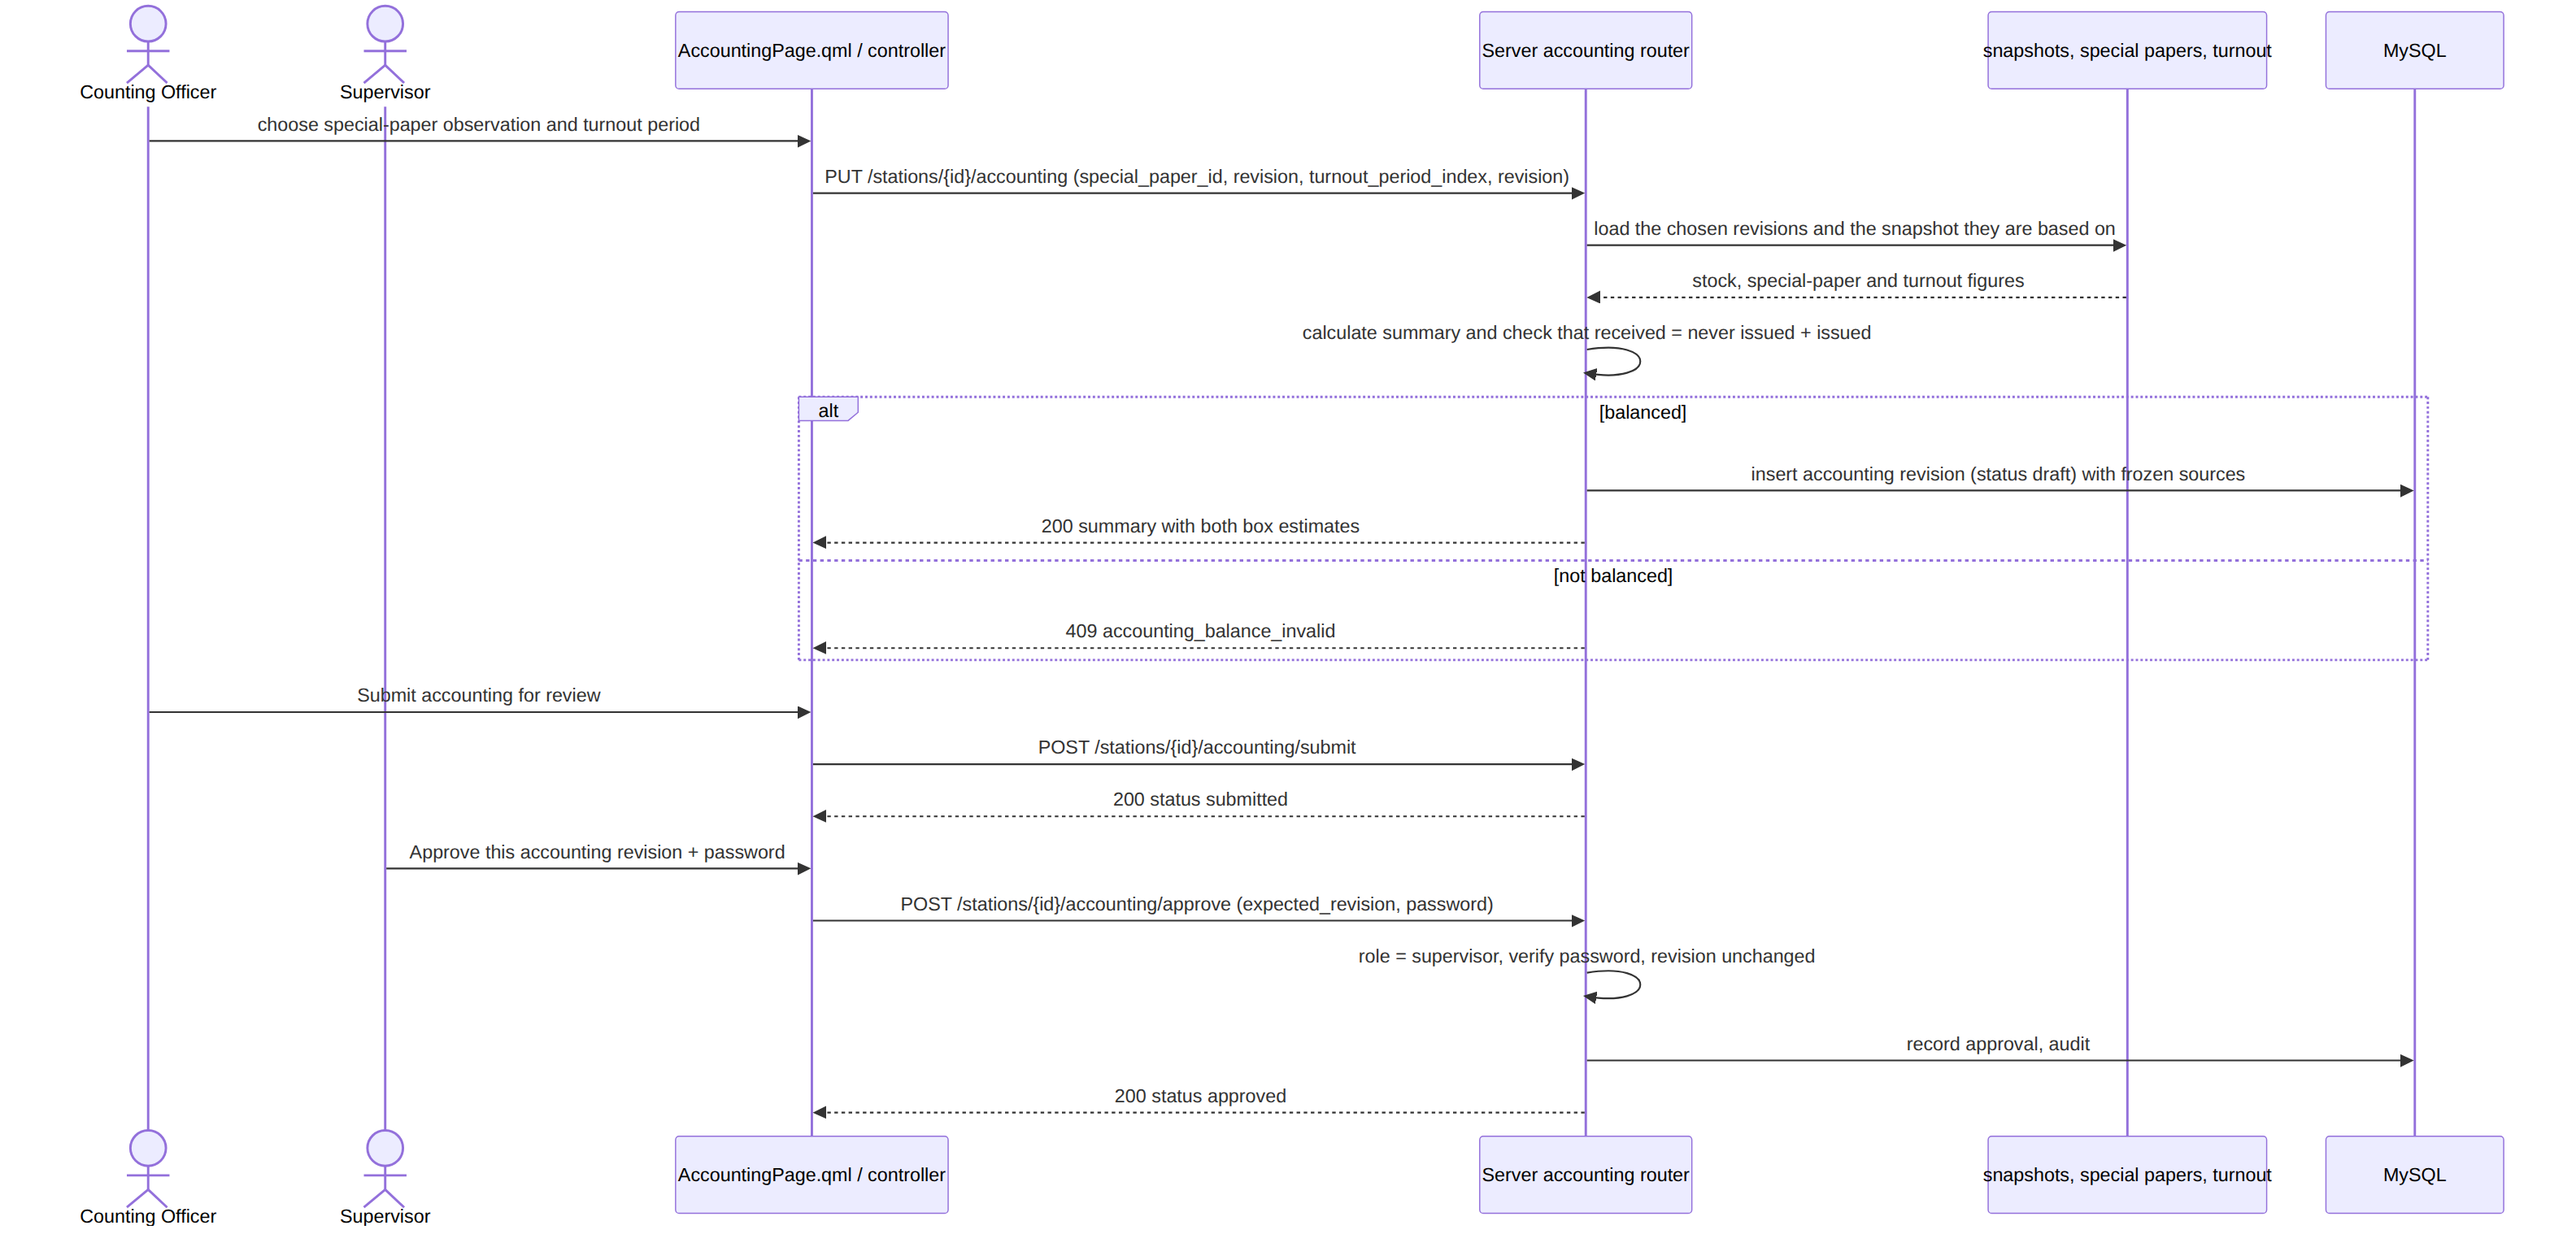 Counting Officer
Supervisor
AccountingPage.qml / controller
Server accounting router
snapshots, special papers, turnout
MySQL
choose special-paper observation and turnout period
PUT /stations/{id}/accounting (special_paper_id, revision, turnout_period_index, revision)
load the chosen revisions and the snapshot they are based on
stock, special-paper and turnout figures
calculate summary and check that received = never issued + issued
alt
[balanced]
insert accounting revision (status draft) with frozen sources
200 summary with both box estimates
[not balanced]
409 accounting_balance_invalid
Submit accounting for review
POST /stations/{id}/accounting/submit
200 status submitted
Approve this accounting revision + password
POST /stations/{id}/accounting/approve (expected_revision, password)
role = supervisor, verify password, revision unchanged
record approval, audit
200 status approved
Counting Officer
Supervisor
AccountingPage.qml / controller
Server accounting router
snapshots, special papers, turnout
MySQL